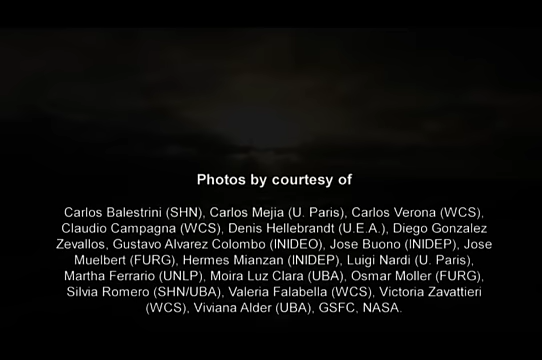 Photos by courtesy of
Carlos Balestrini (SHN), Carlos Mejia (U. Paris), Carlos Verona (WCS),
Claudio Campagna (WCS), Denis Hellebrandt (U.E.A.), Diego Gonzalez
Zevallos, Gustavo Alvarez Colombo (INIDEO), Jose Buono (INIDEP), Jose
Muelbert (FURG), Hermes Mianzan (INIDEP), Luigi Nardi (U. Paris),
Martha Ferrario (UNLP), Moira Luz Clara (UBA), Osmar Moller (FURG),
Silvia Romero (SHN/UBA), Valeria Falabella (WCS), Victoria Zavattieri
(WCS), Viviana Alder (UBA), GSFC, NASA.